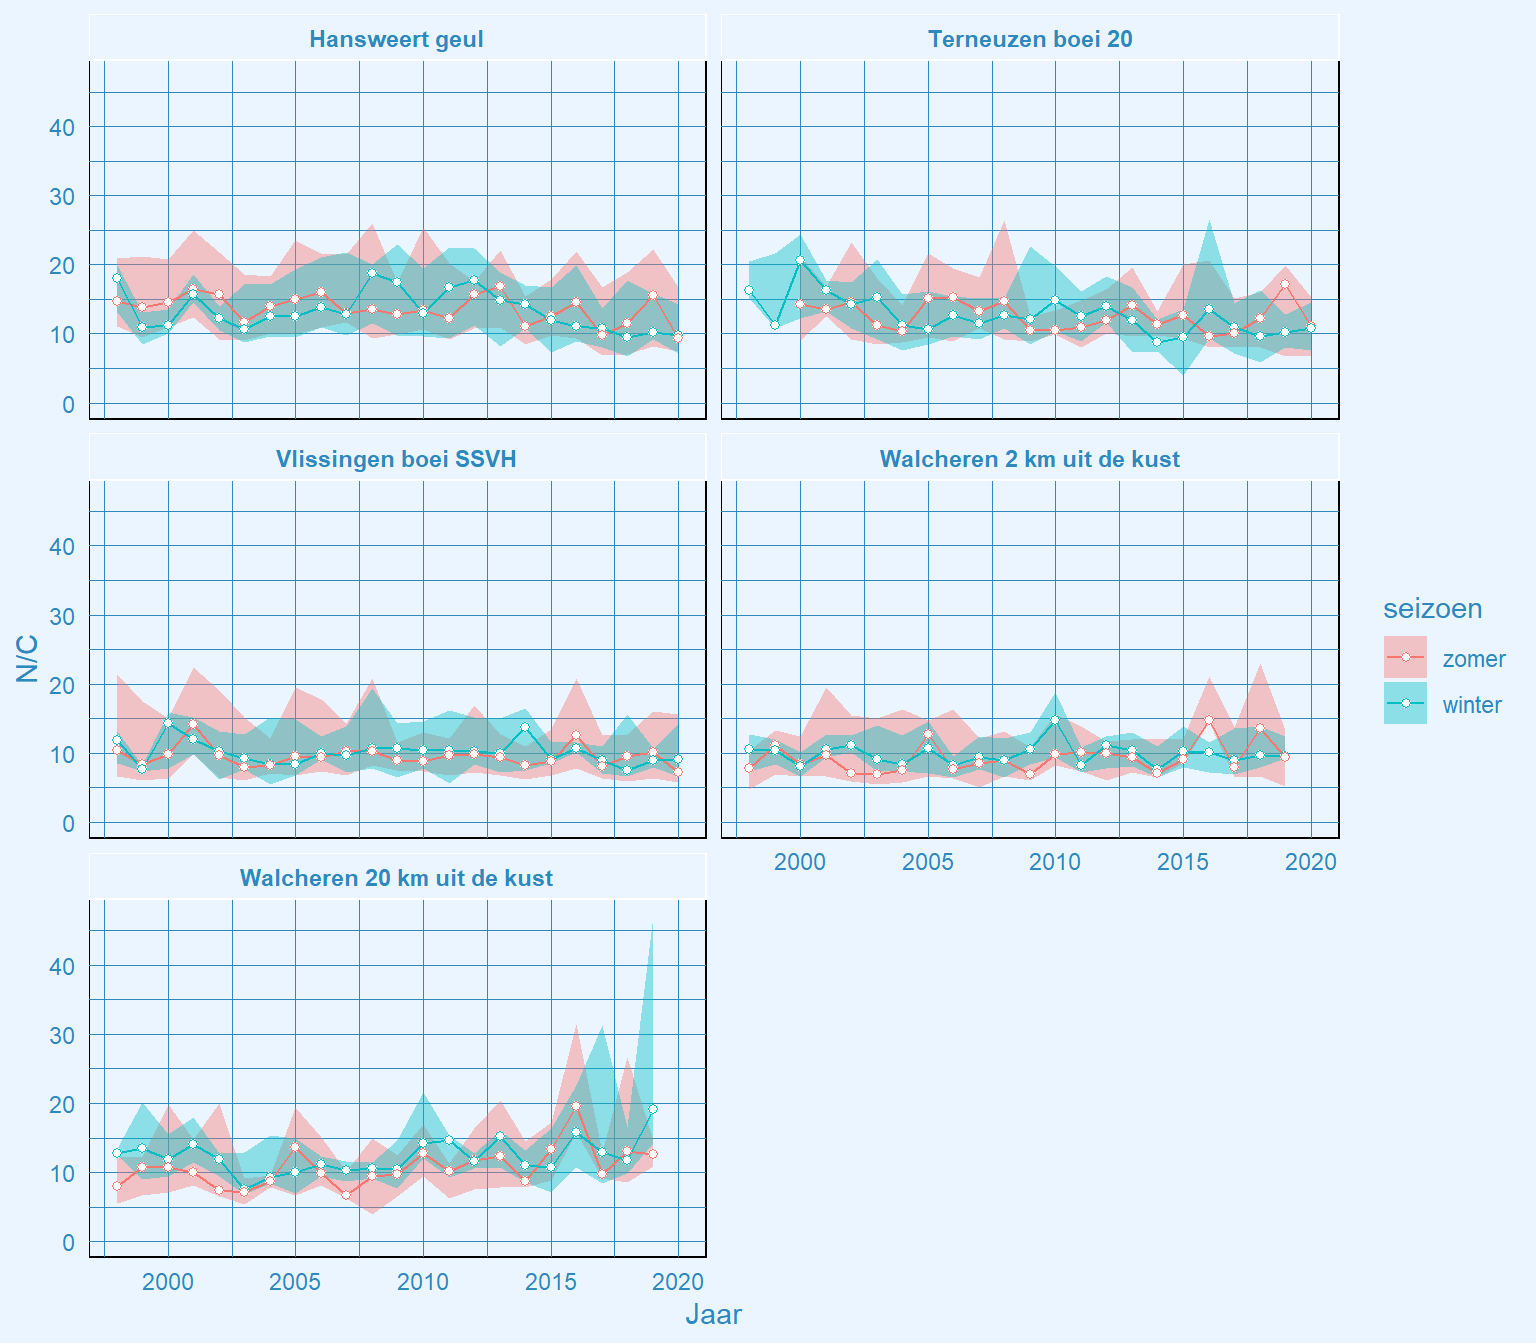 Hansweert geul
Terneuzen boei 20
40
30
20
10
0
Vlissingen boei SSVH
Walcheren 2 km uit de kust
40
30
20
10
0
2000 2005 2010 2015 2020
Walcheren 20 km uit de kust
40
30
20
10
0
2000 2005 2010 2015 2020
Jaar
N/C
seizoen
zomer
winter